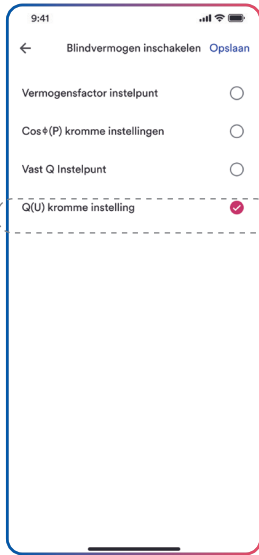 9:41
Blindvermogen inschakelen Opslaan
Vermogensfactor instelpunt
Cosϕ(P) kromme instellingen
Vast Q Instelpunt
Q(U) kromme instelling